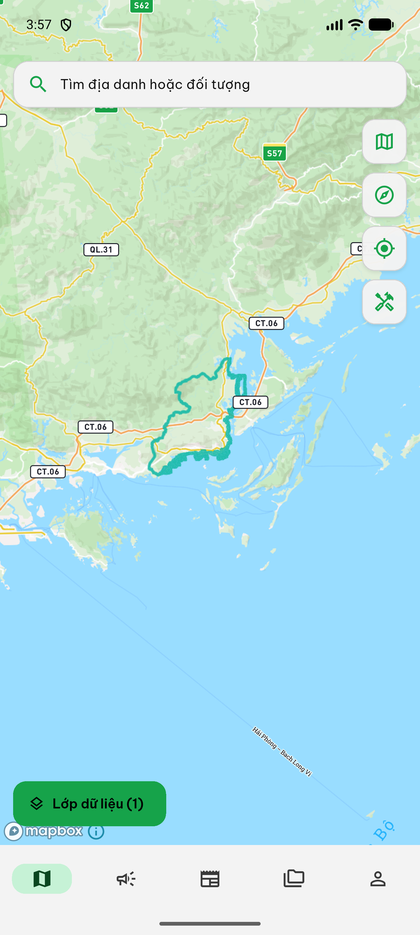 3:57
S62
Tìm địa danh hoặc đối tượng
S57
QL.31
CT.06
CT.06
CT.06
CT.06
Hải Phòng - Bạch Long Vĩ
Bộ
Lớp dữ liệu (1)
mapbox